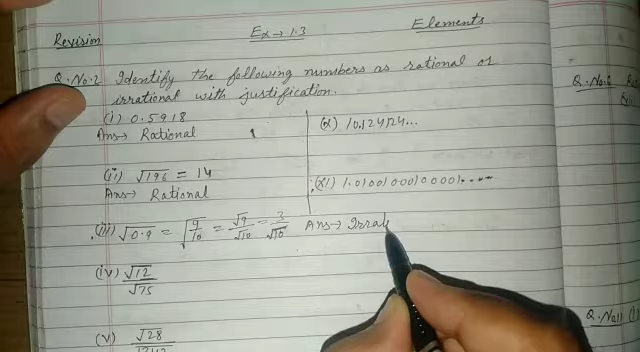 Revision Ex → 1.3 Elements
Q.No.2 Identify the following numbers as rational or
irrational with justification.
(i) 0.5918
Ans→ Rational
(ii) √196 = 14
Ans→ Rational
(x) 10.124124...
(xi) 1.01001000100001....
(iii) √0.9 = √9/10 = √9/√10 = 3/√10 Ans→ Irrat
(iv) √12/√75
(v) √28
Q.No.
Q.No.11 (i)